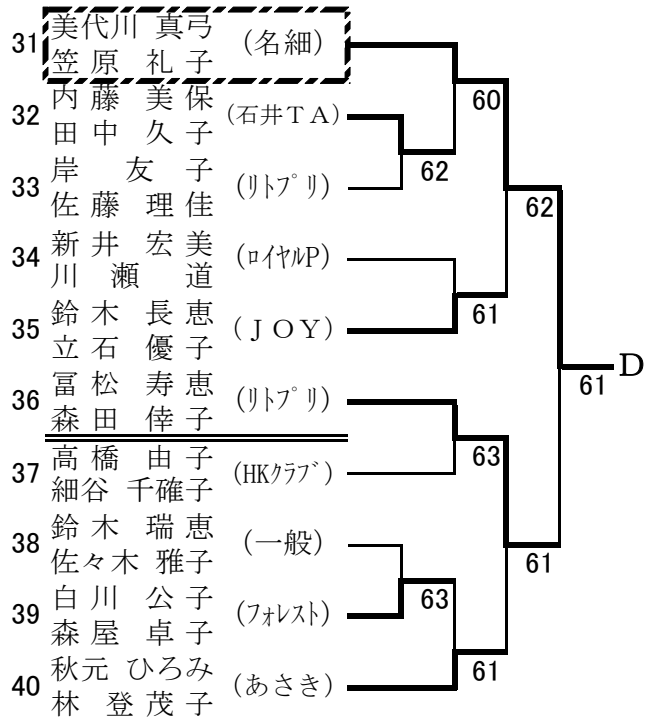 31 美代川 真弓 (名細)
笠原 礼子
60
32 内藤 美保 (石井TA)
田中 久子
62
33 岸 友子 (リトプリ)
佐藤 理佳
62
34 新井 宏美 (ロイヤルP)
川瀬 道
61
35 鈴木 長恵 (JOY)
立石 優子
61 D
36 冨松 寿恵 (リトプリ)
森田 倖子
63
37 高橋 由子 (HKクラブ)
細谷 千確子
38 鈴木 瑞恵 (一般)
佐々木 雅子
61
63
39 白川 公子 (フォレスト)
森屋 卓子
61
40 秋元 ひろみ (あさき)
林 登茂子